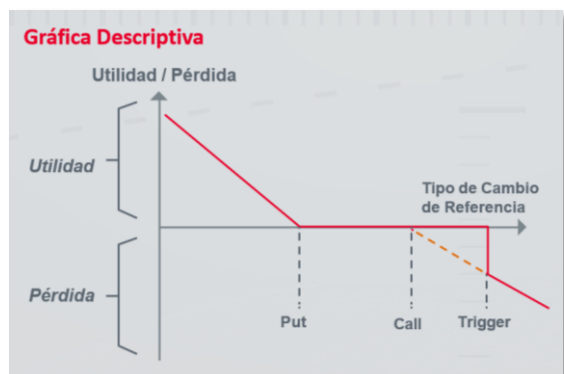 Gráfica Descriptiva
Utilidad / Pérdida
Utilidad
Tipo de Cambio
de Referencia
Pérdida
Put
Call
Trigger